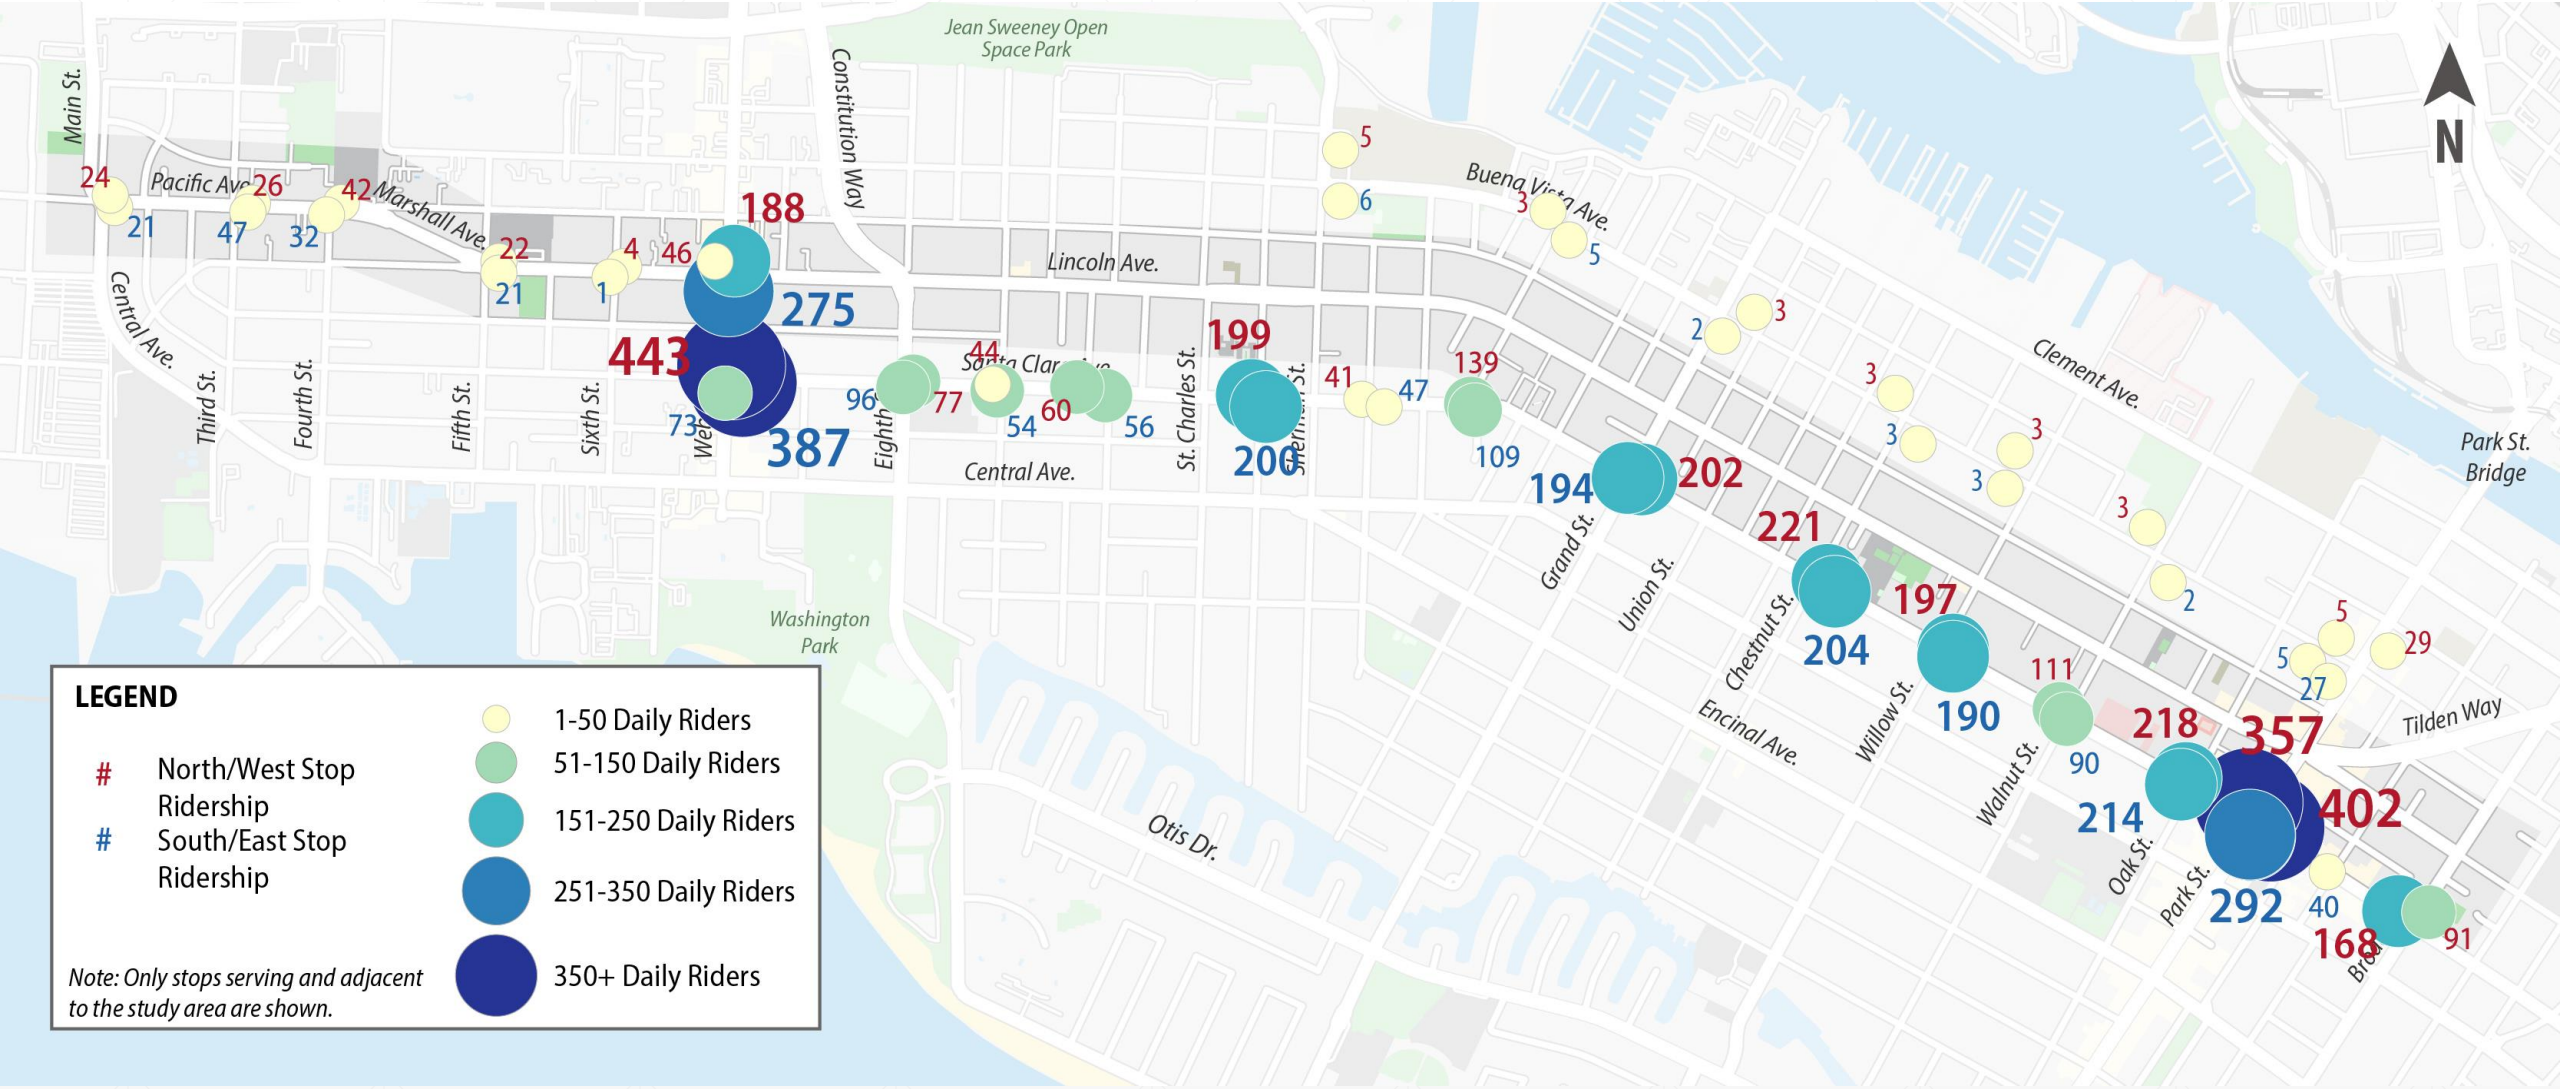 Jean Sweeney Open
Space Park
Main St.
Constitution Way
N
5
24
Pacific Ave
26
42
Marshall Ave.
188
6
Buena Vista Ave.
3
21
47
32
22
4
46
5
Lincoln Ave.
21
1
275
3
2
Central Ave.
443
199
44
Santa Clara Ave
139
Clement Ave.
Third St.
Fourth St.
Fifth St.
Sixth St.
73
387
96
77
Eighth
54
60
56
St. Charles St.
200
Sherman St.
41
47
109
3
3
3
3
Park St.
Bridge
Central Ave.
194
202
Grand St.
3
221
Union St.
2
Washington
Park
Chestnut St.
204
197
5
29
5
27
Encinal Ave.
Willow St.
190
111
90
Walnut St.
218
357
Tilden Way
214
402
Otis Dr.
Oak St.
Park St.
292
40
168
91
LEGEND
# North/West Stop
Ridership
# South/East Stop
Ridership
1-50 Daily Riders
51-150 Daily Riders
151-250 Daily Riders
251-350 Daily Riders
350+ Daily Riders
Note: Only stops serving and adjacent
to the study area are shown.